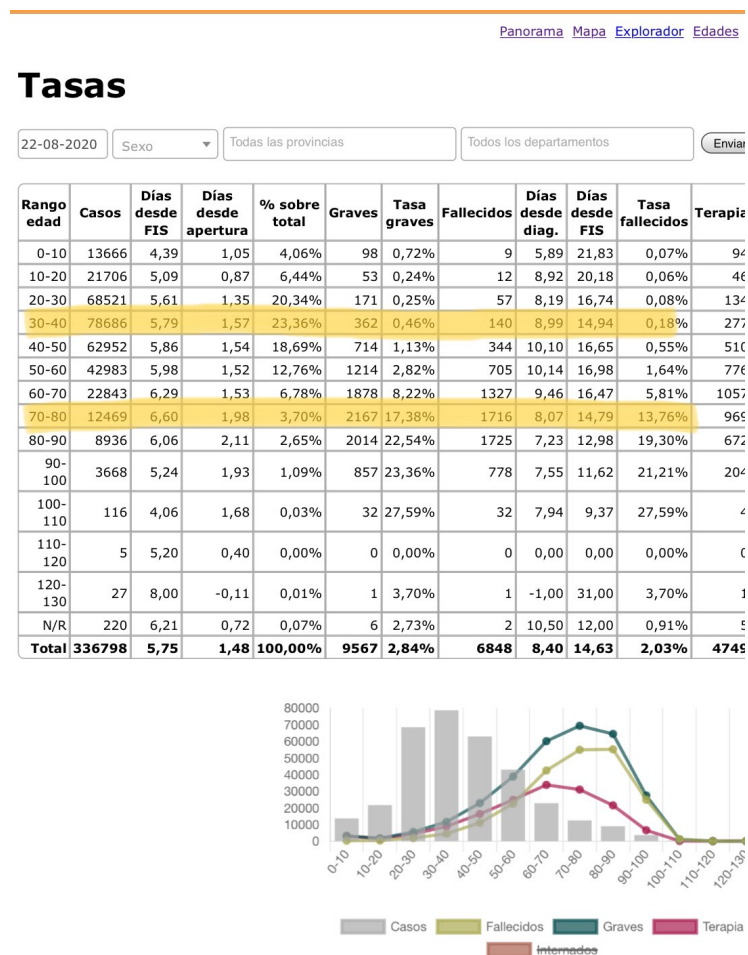 Panorama Mapa Explorador Edades
Tasas
22-08-2020 Sexo Todas las provincias Todos los departamentos Enviar
Rango edad Casos Días desde FIS Días desde apertura % sobre total Graves Tasa graves Fallecidos Días desde diag. Días desde FIS Tasa fallecidos Terapia
0-10 13666 4,39 1,05 4,06% 98 0,72% 9 5,89 21,83 0,07% 94
10-20 21706 5,09 0,87 6,44% 53 0,24% 12 8,92 20,18 0,06% 46
20-30 68521 5,61 1,35 20,34% 171 0,25% 57 8,19 16,74 0,08% 134
30-40 78686 5,79 1,57 23,36% 362 0,46% 140 8,99 14,94 0,18% 277
40-50 62952 5,86 1,54 18,69% 714 1,13% 344 10,10 16,65 0,55% 510
50-60 42983 5,98 1,52 12,76% 1214 2,82% 705 10,14 16,98 1,64% 776
60-70 22843 6,29 1,53 6,78% 1878 8,22% 1327 9,46 16,47 5,81% 1057
70-80 12469 6,60 1,98 3,70% 2167 17,38% 1716 8,07 14,79 13,76% 969
80-90 8936 6,06 2,11 2,65% 2014 22,54% 1725 7,23 12,98 19,30% 672
90-100 3668 5,24 1,93 1,09% 857 23,36% 778 7,55 11,62 21,21% 204
100-110 116 4,06 1,68 0,03% 32 27,59% 32 7,94 9,37 27,59% 4
110-120 5 5,20 0,40 0,00% 0 0,00% 0 0,00 0,00 0,00% 0
120-130 27 8,00 -0,11 0,01% 1 3,70% 1 -1,00 31,00 3,70% 1
N/R 220 6,21 0,72 0,07% 6 2,73% 2 10,50 12,00 0,91% 5
Total 336798 5,75 1,48 100,00% 9567 2,84% 6848 8,40 14,63 2,03% 4749
80000
70000
60000
50000
40000
30000
20000
10000
0
0-10 10-20 20-30 30-40 40-50 50-60 60-70 70-80 80-90 90-100 100-110 110-120 120-130
Casos Fallecidos Graves Terapia
Internados